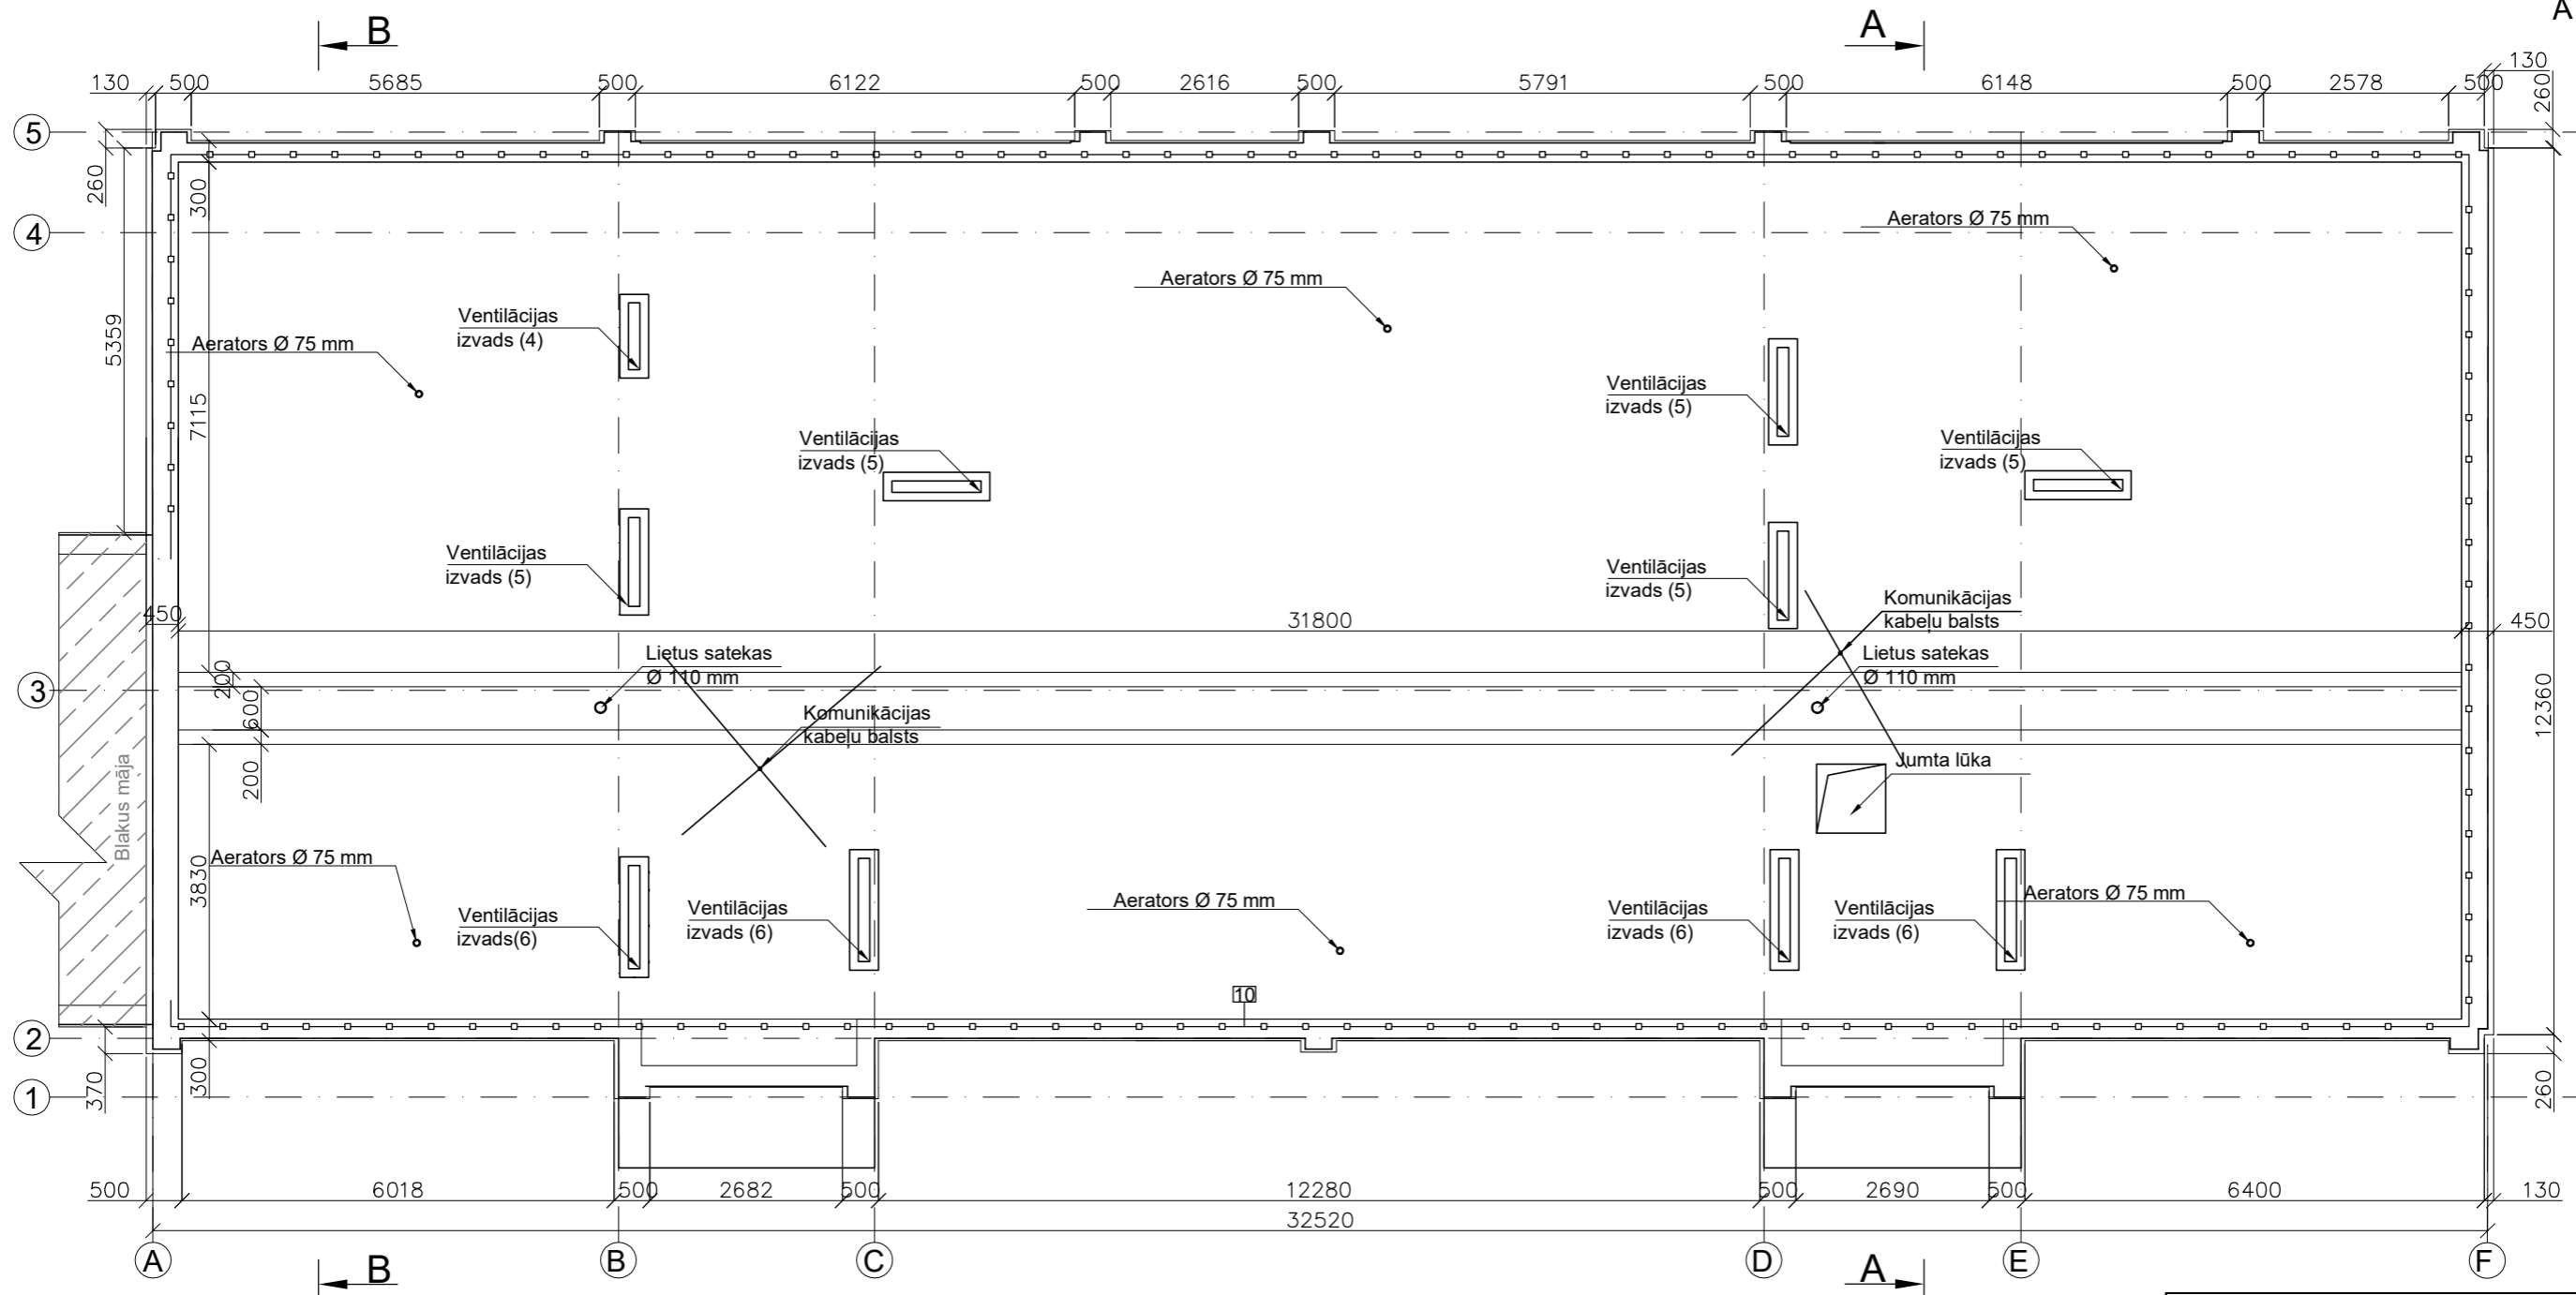 A
B
A
130
500
5685
500
6122
500
2616
500
5791
500
6148
500
2578
500
130
260
5
260
300
4
Aerators Ø 75 mm
Aerators Ø 75 mm
Ventilācijas
izvads (4)
Aerators Ø 75 mm
5359
7115
Ventilācijas
izvads (5)
Ventilācijas
izvads (5)
Ventilācijas
izvads (5)
Ventilācijas
izvads (5)
Ventilācijas
izvads (5)
Komunikācijas
kabeļu balsts
450
31800
450
Lietus satekas
Ø 110 mm
Lietus satekas
Ø 110 mm
3
200
600
200
Komunikācijas
kabeļu balsts
12360
Jumta lūka
Blakus māja
Aerators Ø 75 mm
3830
Ventilācijas
izvads(6)
Ventilācijas
izvads (6)
Aerators Ø 75 mm
Ventilācijas
izvads (6)
Ventilācijas
izvads (6)
Aerators Ø 75 mm
10
2
370
300
260
1
500
6018
500
2682
500
12280
500
2690
500
6400
130
32520
A
B
C
D
E
F
B
A